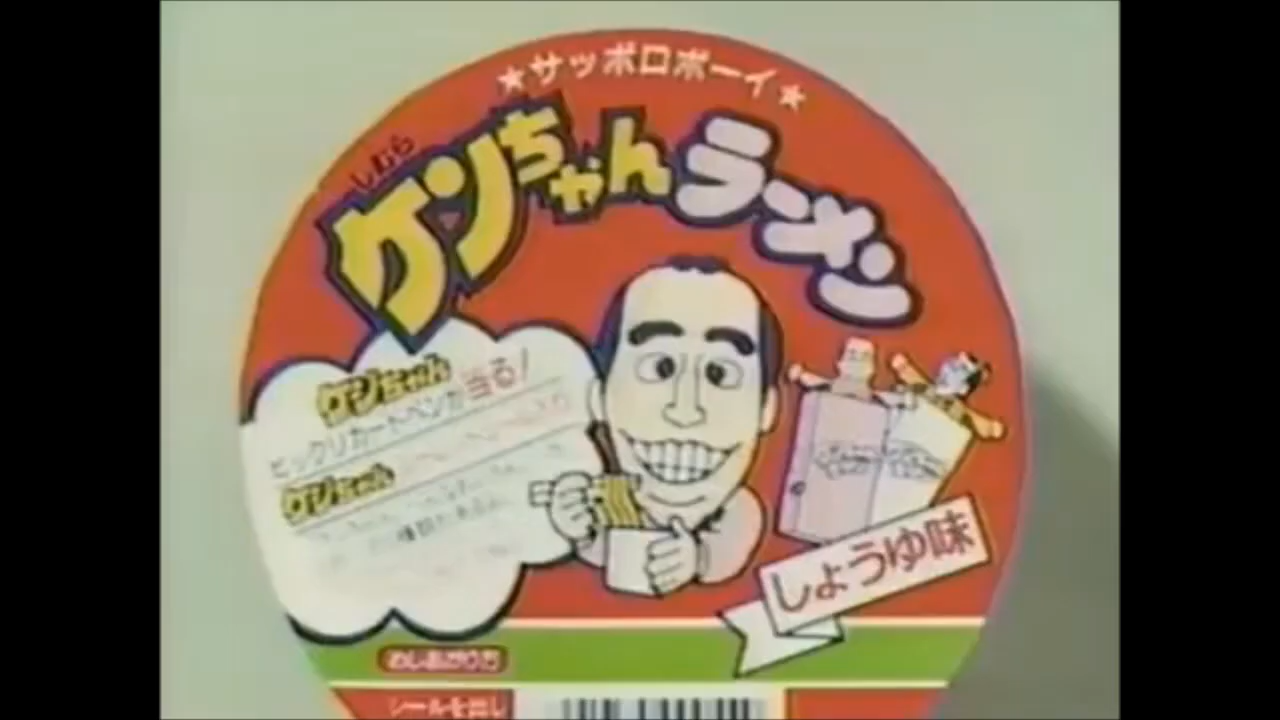 ★サッポロボーイ★
しむら
ケンちゃんラーメン
ケンちゃん
ビックリカードペンが当る!
ケンちゃん
しょうゆ味
めしあがり方
シールを出し